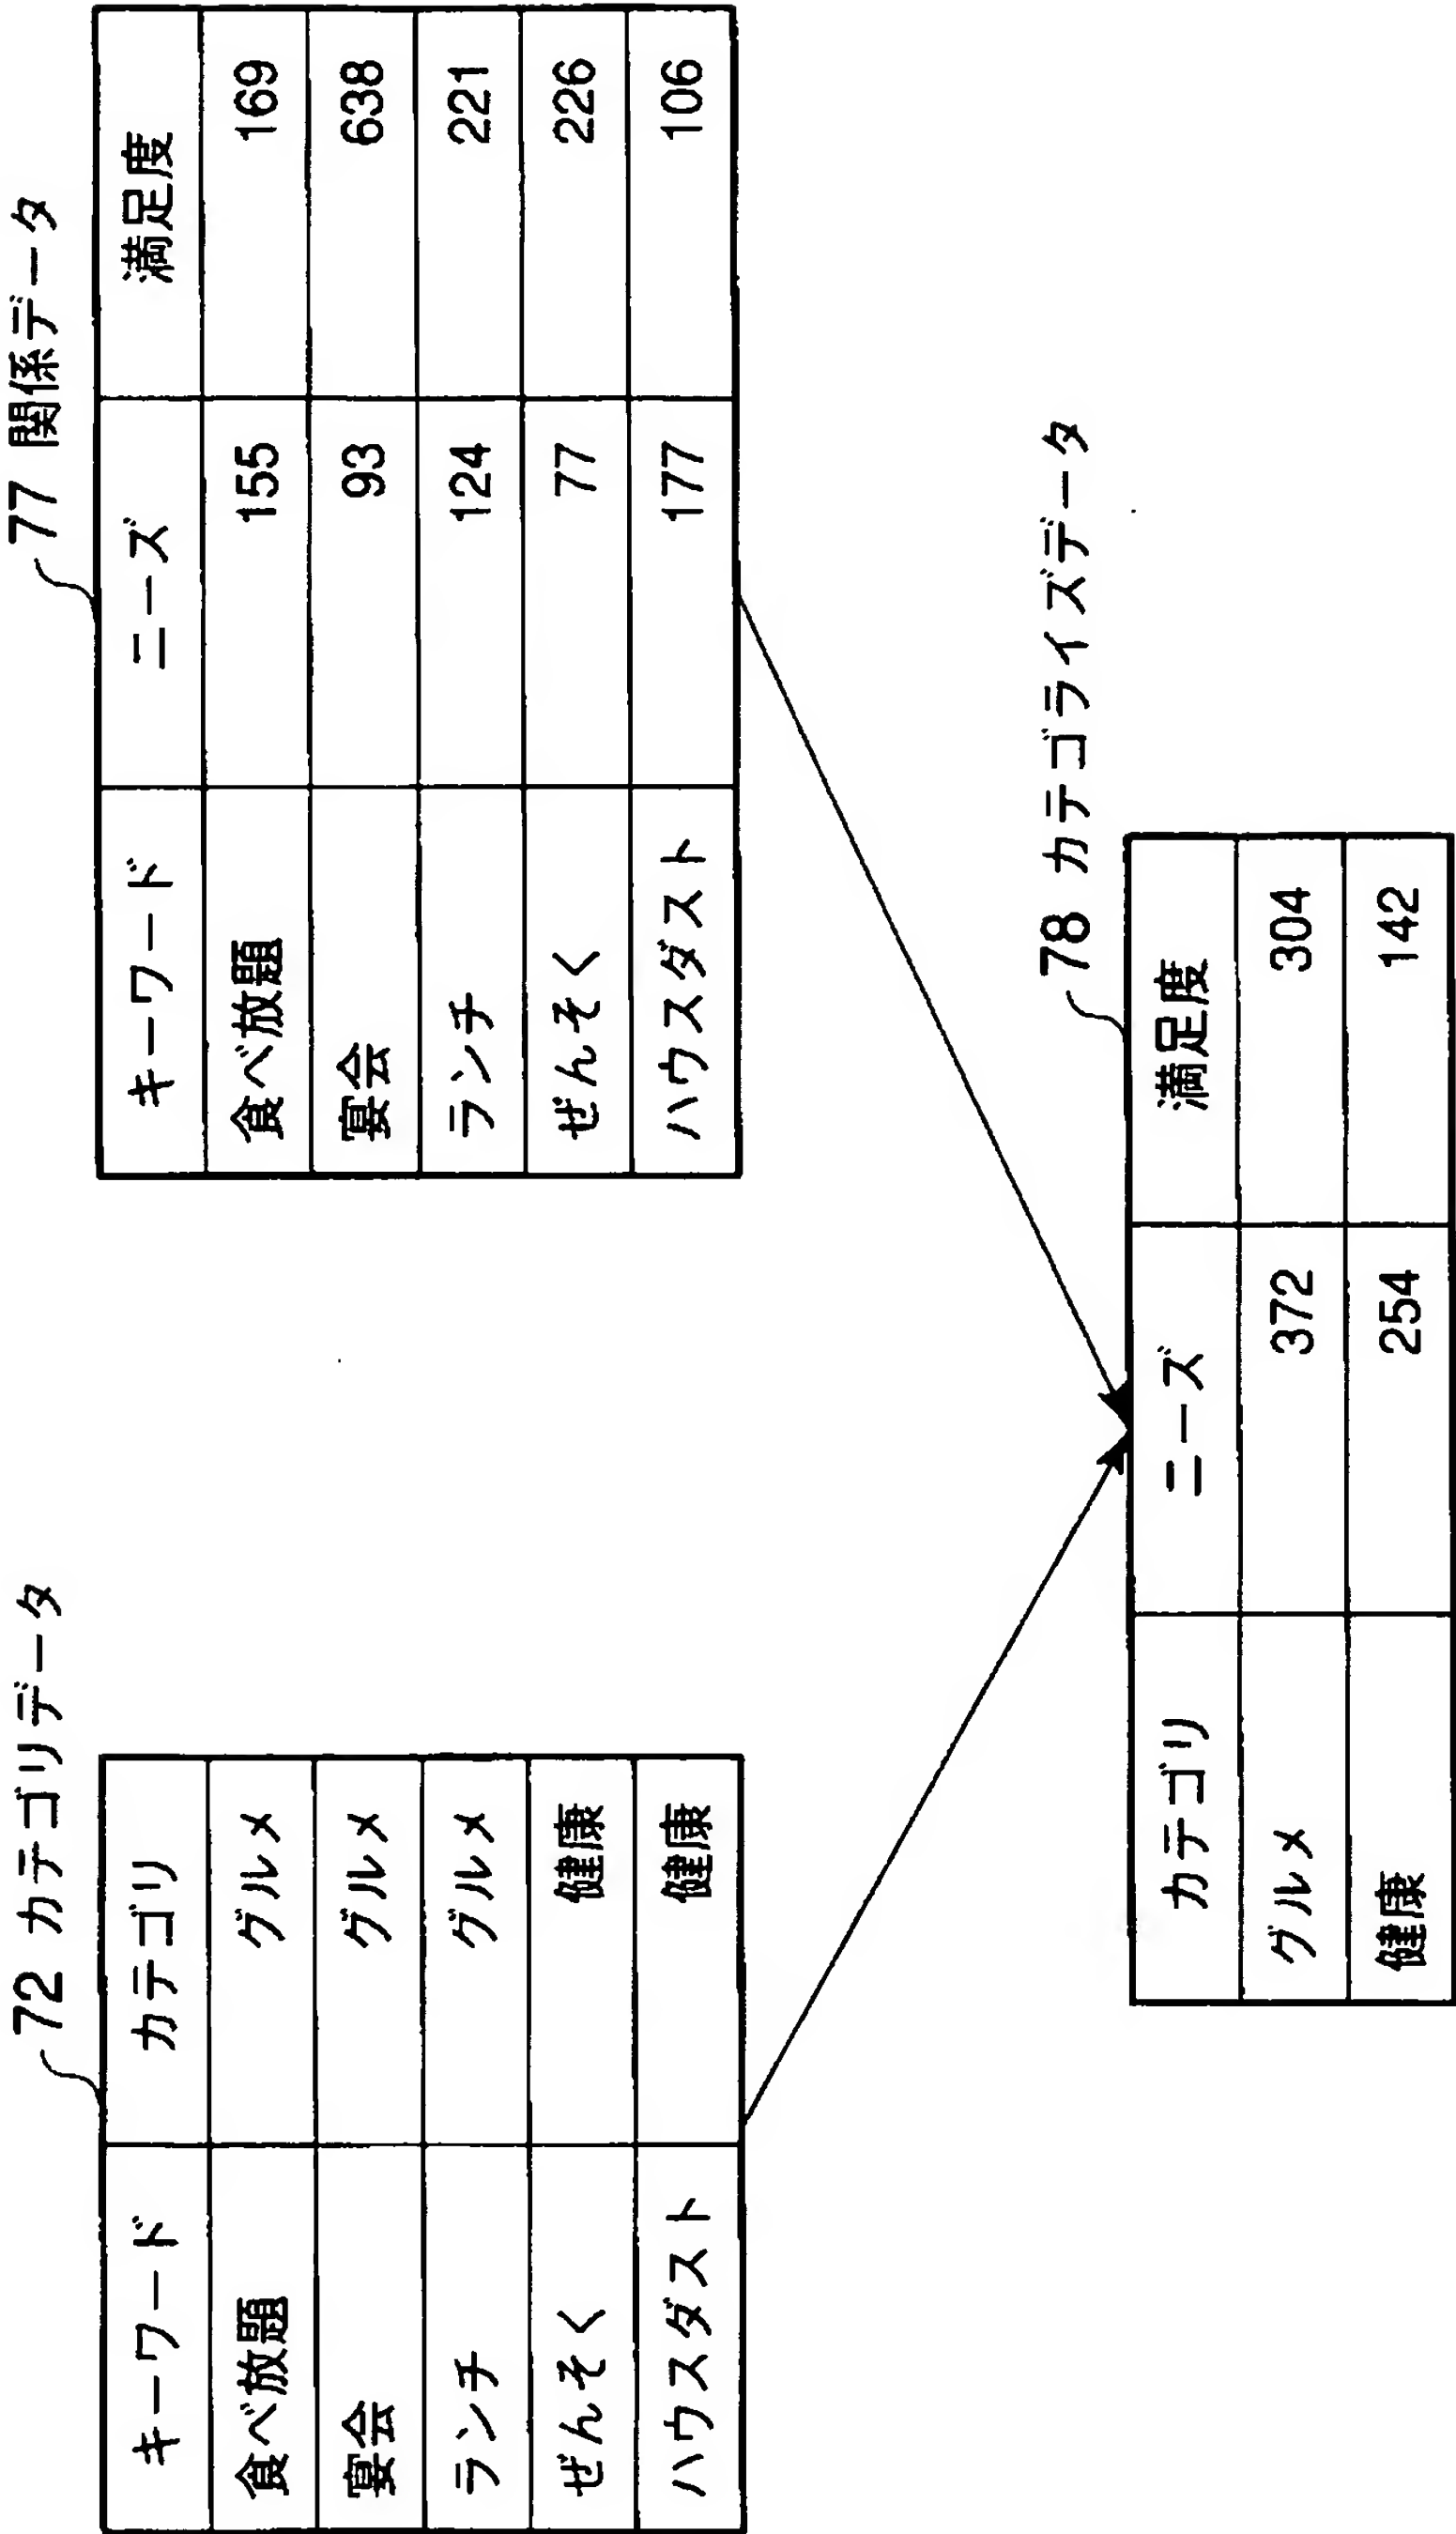 72 カテゴリデータ
キーワード カテゴリ
食べ放題 グルメ
宴会 グルメ
ランチ グルメ
ぜんそく 健康
ハウスダスト 健康
77 関係データ
キーワード ニーズ 満足度
食べ放題 155 169
宴会 93 638
ランチ 124 221
ぜんそく 77 226
ハウスダスト 177 106
78 カテゴライズデータ
カテゴリ ニーズ 満足度
グルメ 372 304
健康 254 142